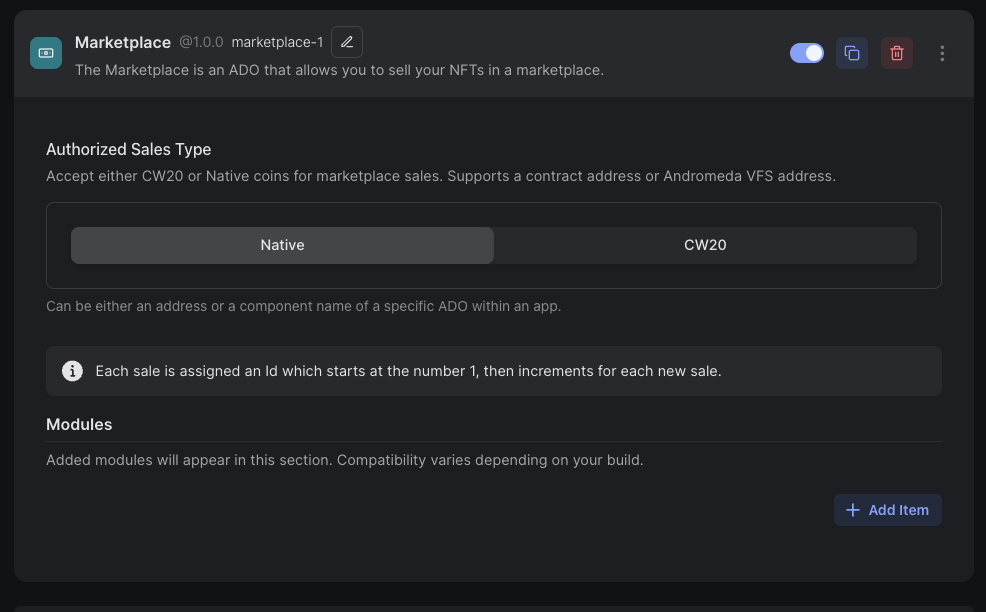 Marketplace @1.0.0 marketplace-1
The Marketplace is an ADO that allows you to sell your NFTs in a marketplace.
Authorized Sales Type
Accept either CW20 or Native coins for marketplace sales. Supports a contract address or Andromeda VFS address.
Native CW20
Can be either an address or a component name of a specific ADO within an app.
Each sale is assigned an Id which starts at the number 1, then increments for each new sale.
Modules
Added modules will appear in this section. Compatibility varies depending on your build.
Add Item